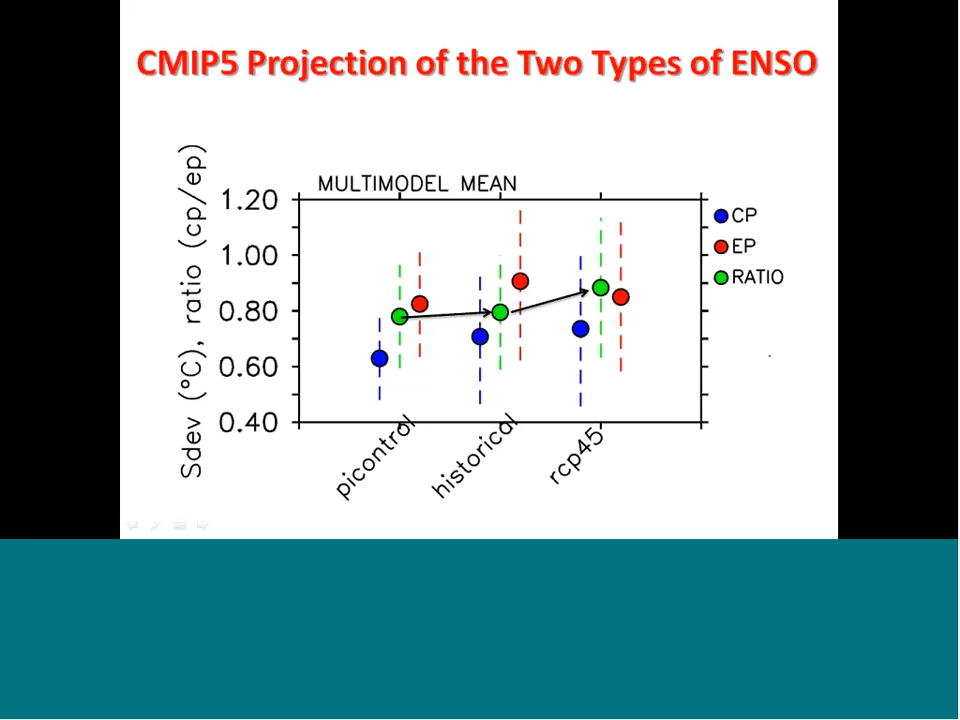 CMIP5 Projection of the Two Types of ENSO
MULTIMODEL MEAN
Sdev (°C), ratio (cp/ep)
1.20
1.00
0.80
0.60
0.40
picontrol
historical
rcp45
CP
EP
RATIO